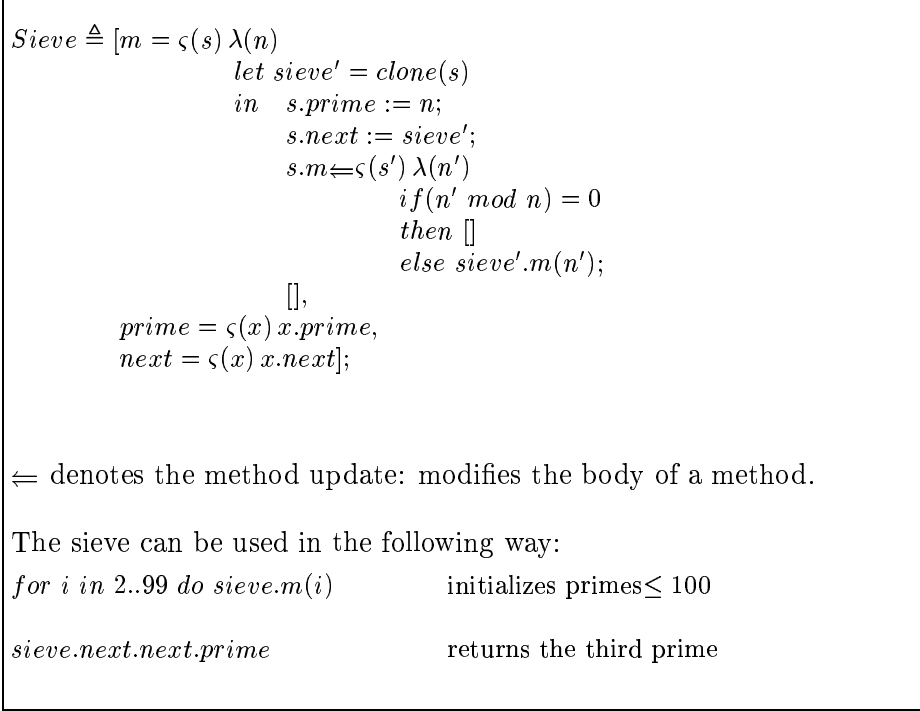 Sieve ≜ [m = ς(s) λ(n)
let sieve′ = clone(s)
in s.prime := n;
s.next := sieve′;
s.m⇐ς(s′) λ(n′)
if(n′ mod n) = 0
then []
else sieve′.m(n′);
[],
prime = ς(x) x.prime,
next = ς(x) x.next];
⇐ denotes the method update: modifies the body of a method.
The sieve can be used in the following way:
for i in 2..99 do sieve.m(i) initializes primes≤ 100
sieve.next.next.prime returns the third prime